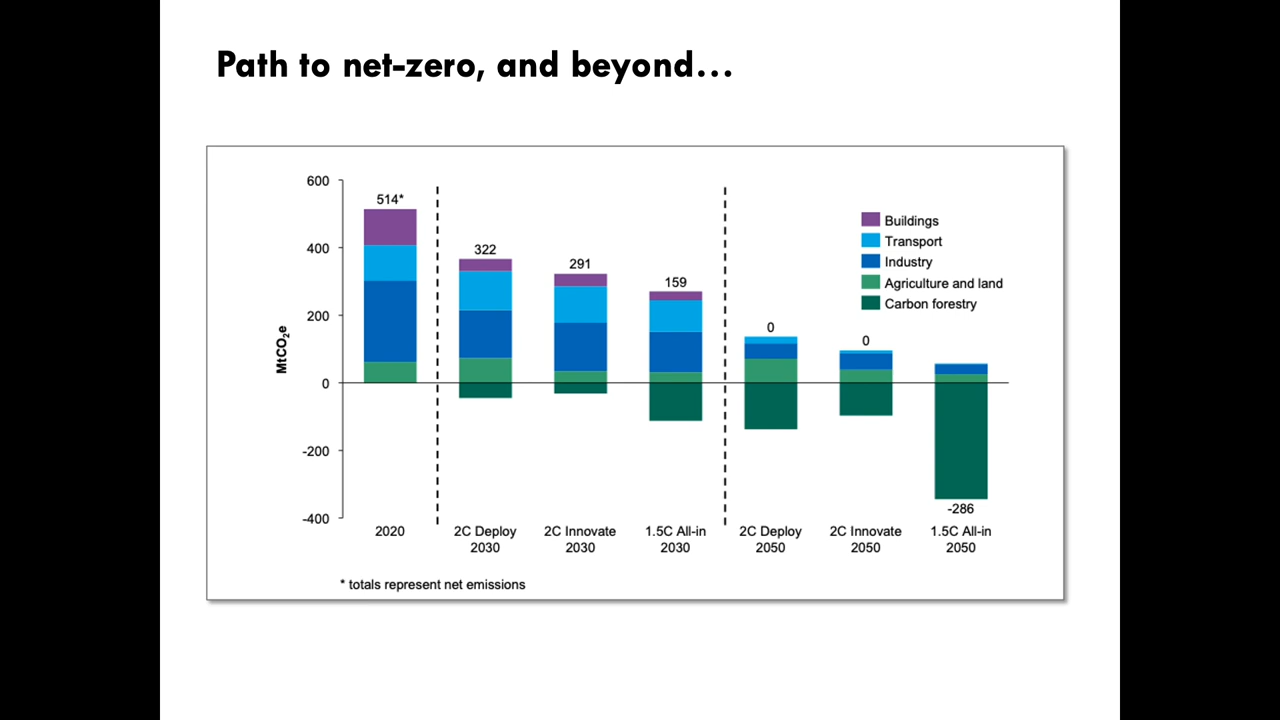 Path to net-zero, and beyond...
600
400
200
0
-200
-400
MtCO₂e
514*
322
291
159
0
0
-286
Buildings
Transport
Industry
Agriculture and land
Carbon forestry
2020
2C Deploy
2030
2C Innovate
2030
1.5C All-in
2030
2C Deploy
2050
2C Innovate
2050
1.5C All-in
2050
* totals represent net emissions